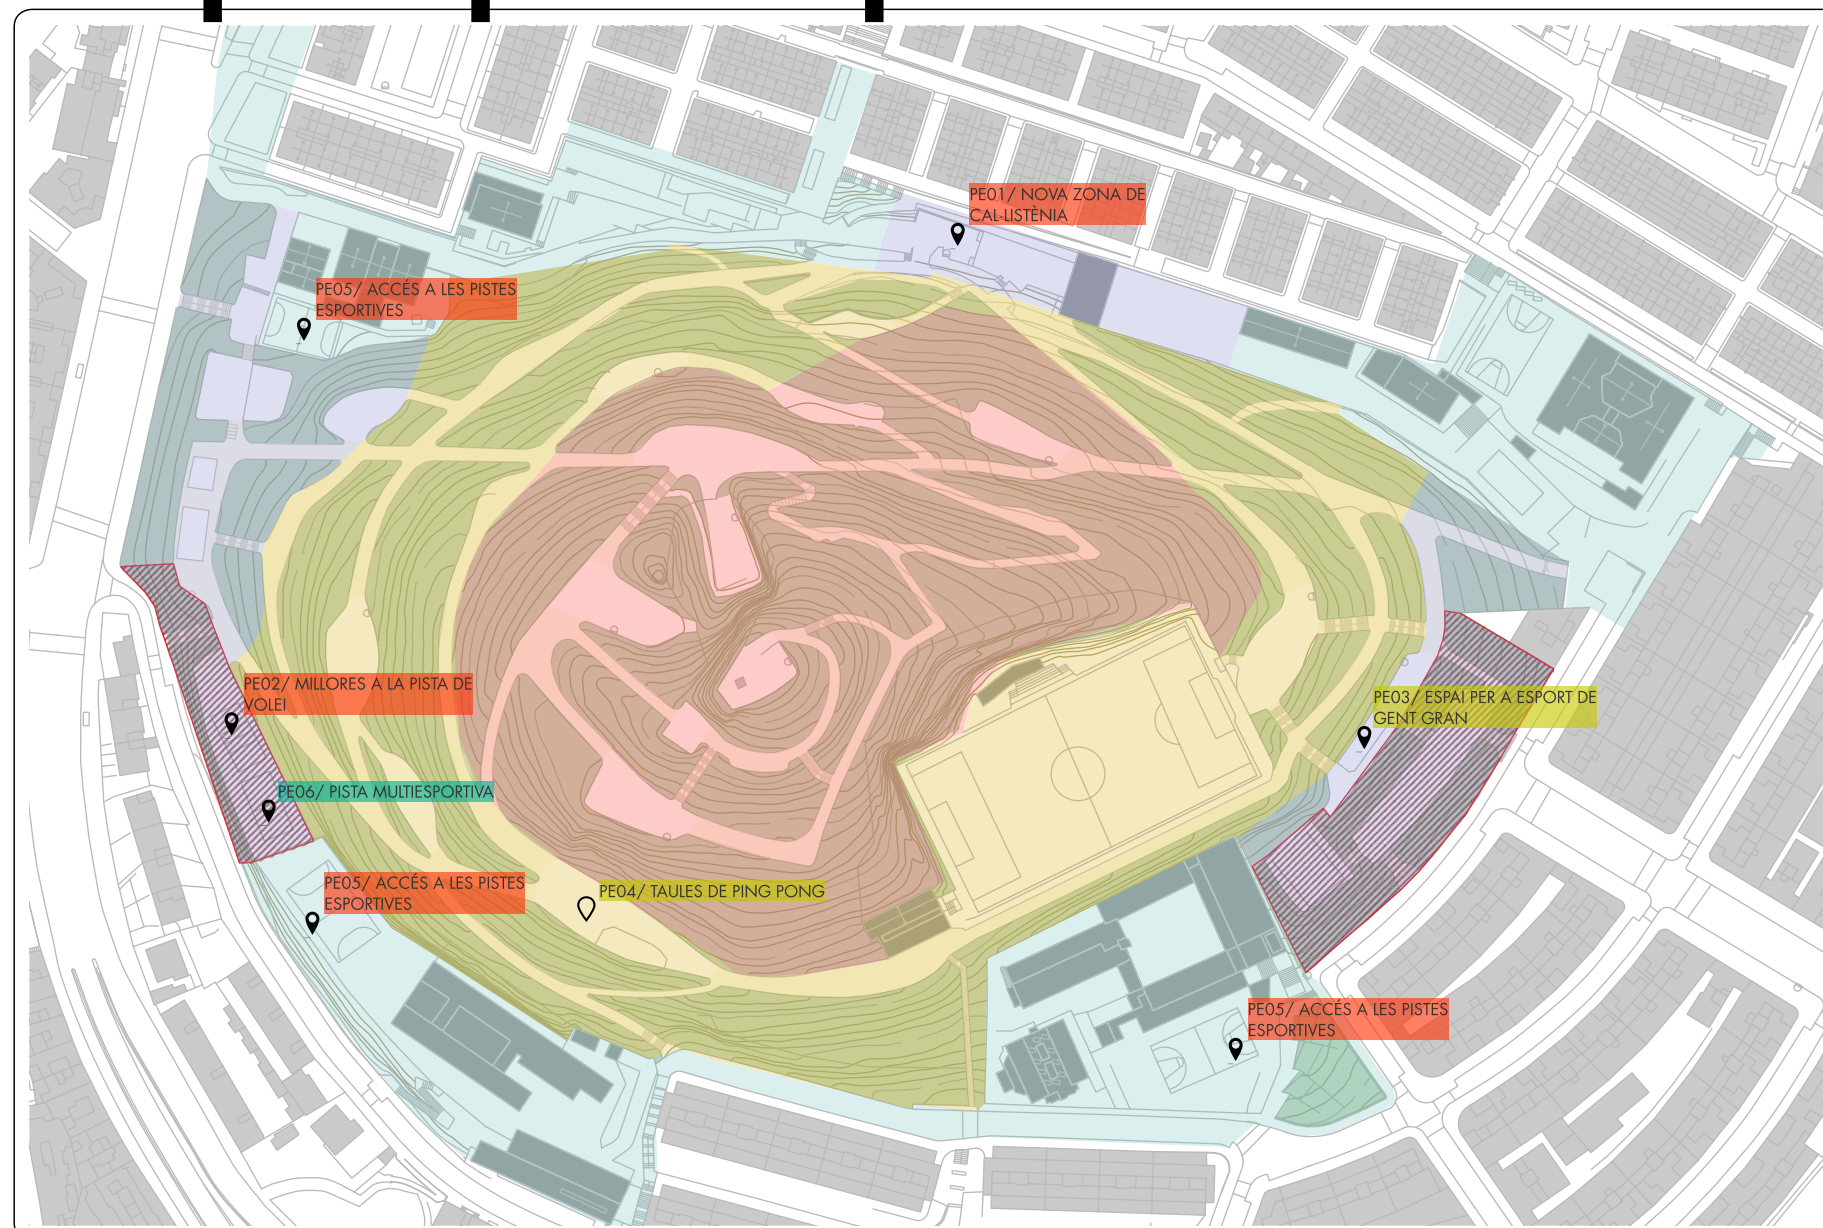 PE01/ NOVA ZONA DE
CAL·LISTÈNIA
PE05/ ACCÉS A LES PISTES
ESPORTIVES
PE02/ MILLORES A LA PISTA DE
VOLEI
PE03/ ESPAI PER A ESPORT DE
GENT GRAN
PE06/ PISTA MULTIESPORTIVA
PE05/ ACCÉS A LES PISTES
ESPORTIVES
PE04/ TAULES DE PING PONG
PE05/ ACCÉS A LES PISTES
ESPORTIVES